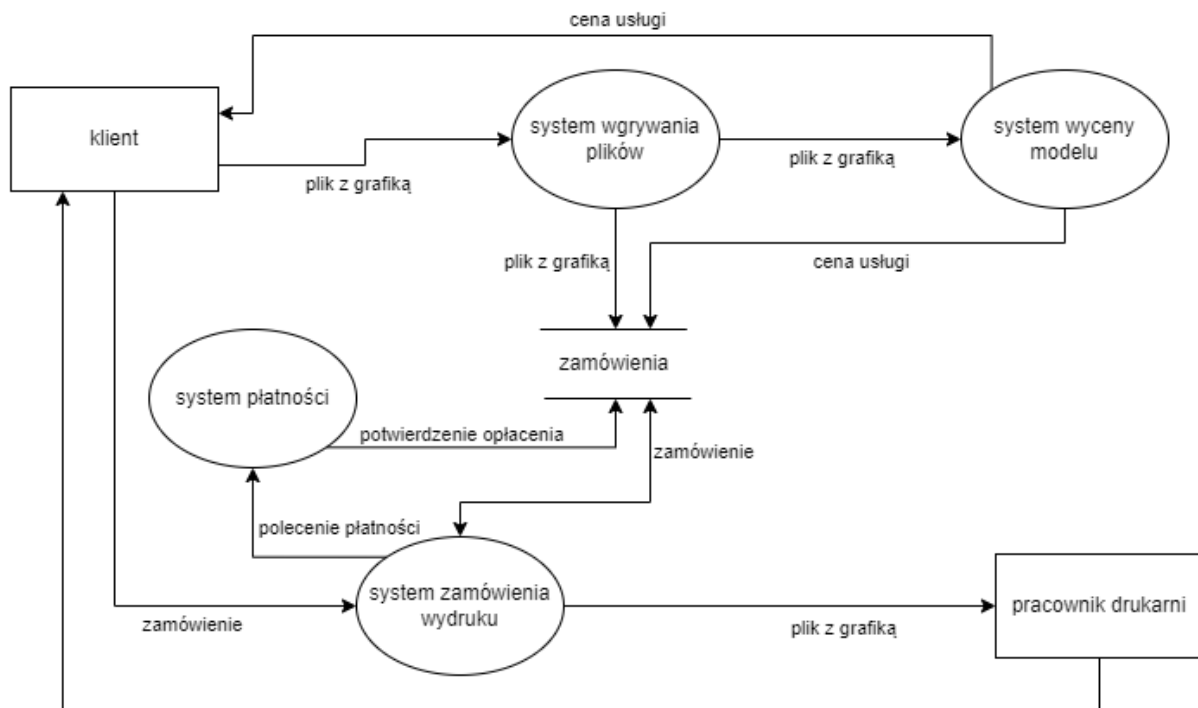 cena usługi
klient
system wgrywania
plików
system wyceny
modelu
plik z grafiką
plik z grafiką
plik z grafiką
cena usługi
zamówienia
system płatności
potwierdzenie opłacenia
zamówienie
polecenie płatności
system zamówienia
wydruku
pracownik drukarni
zamówienie
plik z grafiką